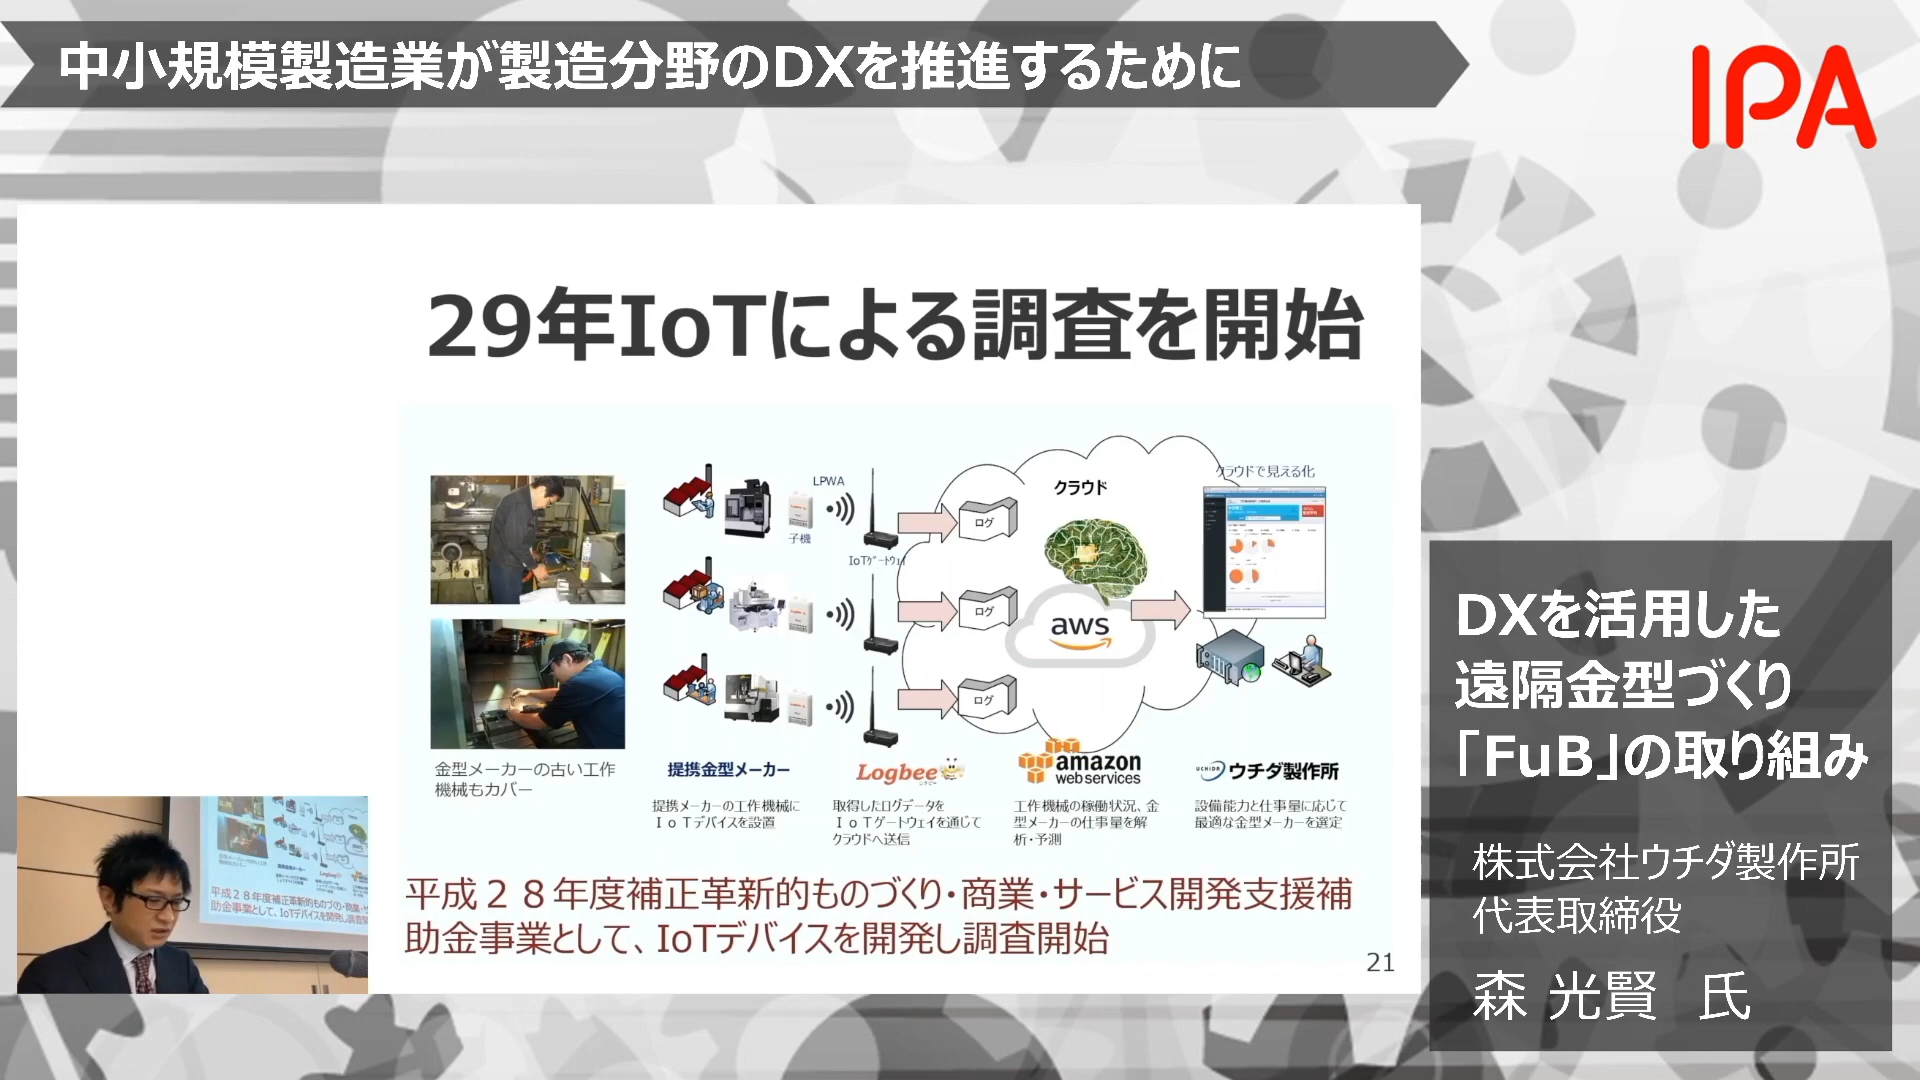 中小規模製造業が製造分野のDXを推進するために
IPA
29年IoTによる調査を開始
LPWA
子機
IoTｹﾞｰﾄｳｪｲ
ログ
ログ
ログ
クラウド
aws
クラウドで見える化
金型メーカーの古い工作
機械もカバー
提携金型メーカー
提携メーカーの工作機械に
ＩｏＴデバイスを設置
Logbee
取得したログデータを
ＩｏＴゲートウェイを通じて
クラウドへ送信
amazon
web services
工作機械の稼働状況、金
型メーカーの仕事量を解
析・予測
UCHIDA ウチダ製作所
設備能力と仕事量に応じて
最適な金型メーカーを選定
平成２８年度補正革新的ものづくり・商業・サービス開発支援補
助金事業として、IoTデバイスを開発し調査開始
21
DXを活用した
遠隔金型づくり
「FuB」の取り組み
株式会社ウチダ製作所
代表取締役
森 光賢 氏